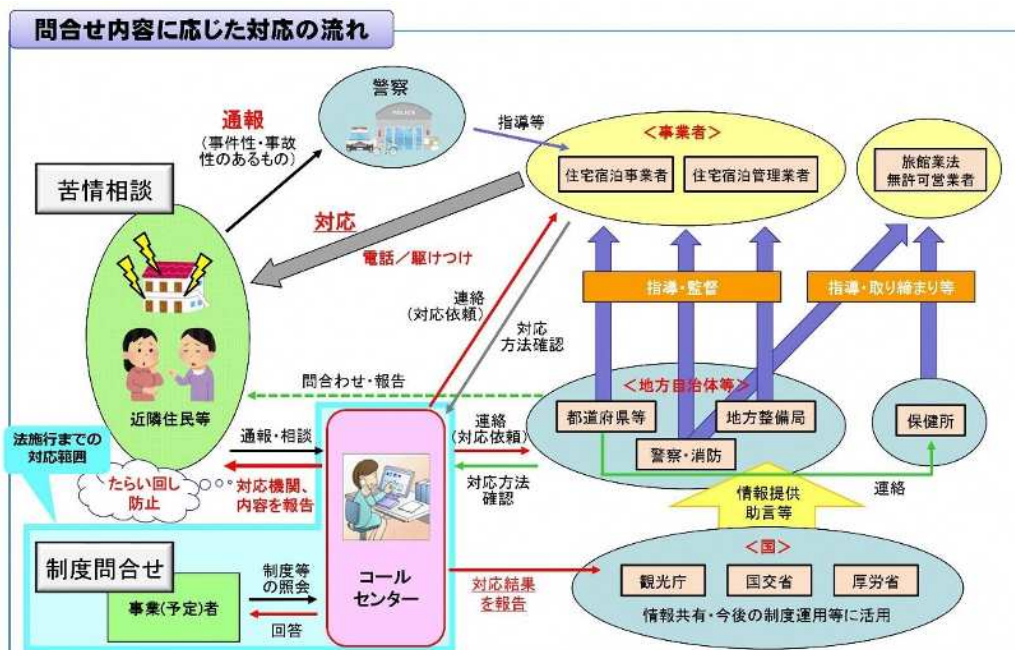 問合せ内容に応じた対応の流れ
警察
通報
(事件性・事故
性のあるもの)
指導等
<事業者>
住宅宿泊事業者
住宅宿泊管理業者
旅館業法
無許可営業者
苦情相談
対応
電話/駆けつけ
連絡
(対応依頼)
対応
方法確認
指導・監督
指導・取り締まり等
近隣住民等
問合わせ・報告
<地方自治体等>
都道府県等
地方整備局
警察・消防
保健所
連絡
法施行までの
対応範囲
通報・相談
連絡
(対応依頼)
たらい回し
防止
対応機関、
内容を報告
対応方法
確認
情報提供
助言等
制度問合せ
事業(予定)者
制度等
の照会
回答
コール
センター
対応結果
を報告
<国>
観光庁
国交省
厚労省
情報共有・今後の制度運用等に活用